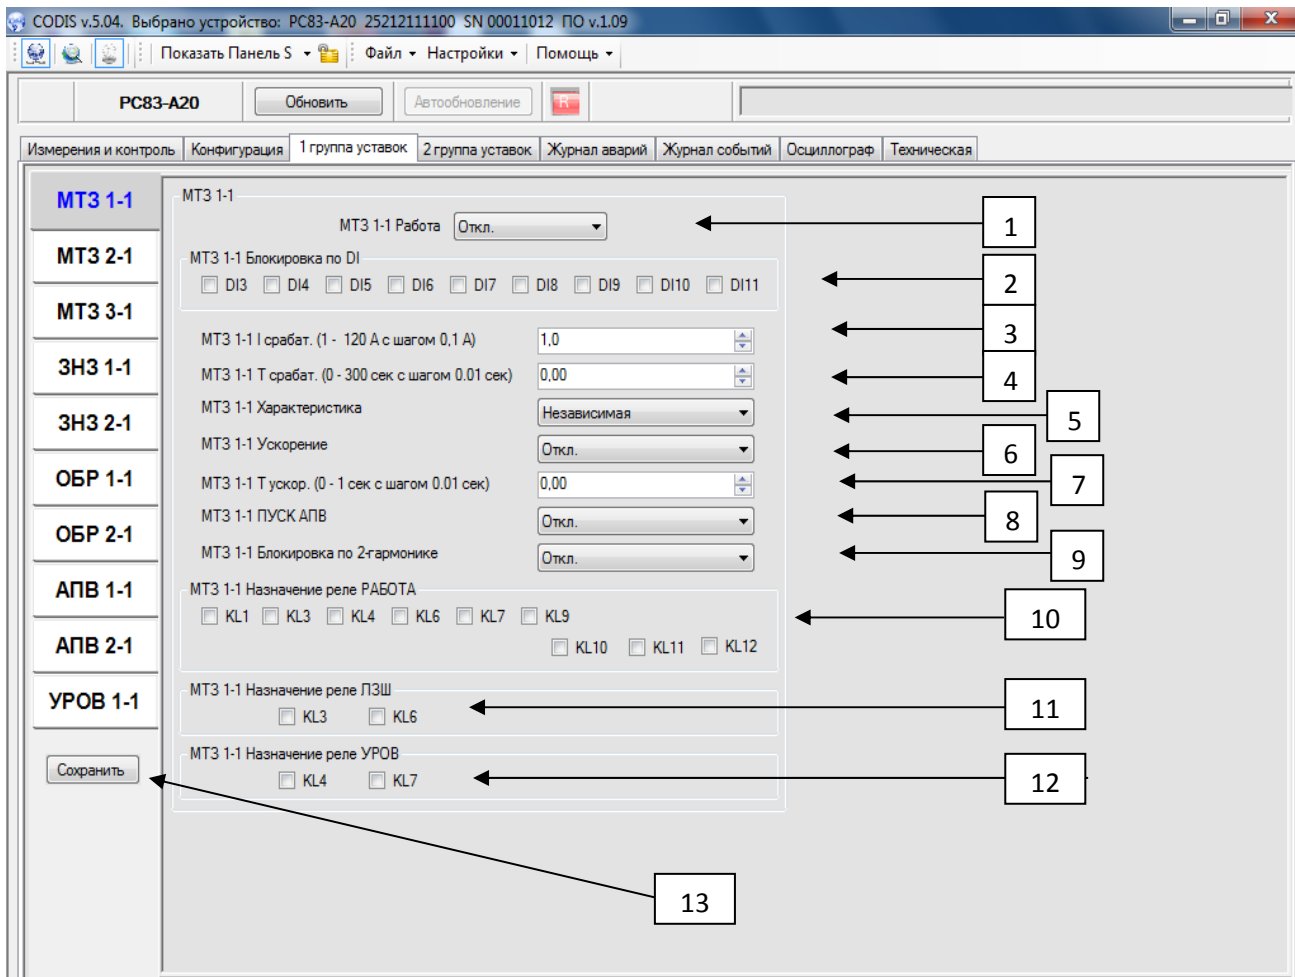 CODIS v.5.04. Выбрано устройство: РС83-А20 25212111100 SN 00011012 ПО v.1.09
Показать Панель S Файл Настройки Помощь
РС83-А20 Обновить Автообновление R
Измерения и контроль Конфигурация 1 группа уставок 2 группа уставок Журнал аварий Журнал событий Осциллограф Техническая
МТЗ 1-1
МТЗ 2-1
МТЗ 3-1
ЗНЗ 1-1
ЗНЗ 2-1
ОБР 1-1
ОБР 2-1
АПВ 1-1
АПВ 2-1
УРОВ 1-1
Сохранить
МТЗ 1-1
МТЗ 1-1 Работа Откл.
МТЗ 1-1 Блокировка по DI
DI3 DI4 DI5 DI6 DI7 DI8 DI9 DI10 DI11
МТЗ 1-1 I срабат. (1 - 120 А с шагом 0,1 А) 1,0
МТЗ 1-1 Т срабат. (0 - 300 сек с шагом 0.01 сек) 0,00
МТЗ 1-1 Характеристика Независимая
МТЗ 1-1 Ускорение Откл.
МТЗ 1-1 Т ускор. (0 - 1 сек с шагом 0.01 сек) 0,00
МТЗ 1-1 ПУСК АПВ Откл.
МТЗ 1-1 Блокировка по 2-гармонике Откл.
МТЗ 1-1 Назначение реле РАБОТА
KL1 KL3 KL4 KL6 KL7 KL9
KL10 KL11 KL12
МТЗ 1-1 Назначение реле ЛЗШ
KL3 KL6
МТЗ 1-1 Назначение реле УРОВ
KL4 KL7
1
2
3
4
5
6
7
8
9
10
11
12
13